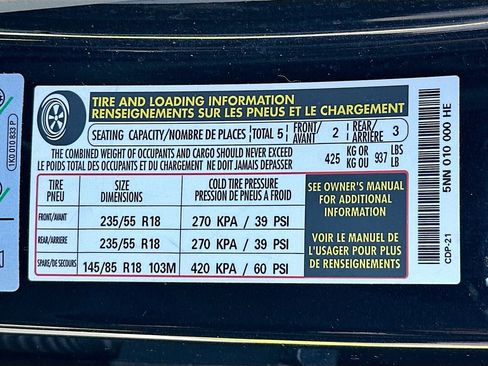 TIRE AND LOADING INFORMATION
RENSEIGNEMENTS SUR LES PNEUS ET LE CHARGEMENT
SEATING CAPACITY/NOMBRE DE PLACES TOTAL 5 FRONT/AVANT 2 REAR/ARRIÈRE 3
THE COMBINED WEIGHT OF OCCUPANTS AND CARGO SHOULD NEVER EXCEED
LE POIDS TOTAL DES OCCUPANTS ET DU CHARGEMENT NE DOIT JAMAIS DÉPASSER
425 KG OR 937 LBS
KG OU LB
TIRE PNEU
SIZE DIMENSIONS
COLD TIRE PRESSURE
PRESSION DE PNEUS A FROID
FRONT/AVANT 235/55 R18 270 KPA / 39 PSI
REAR/ARRIERE 235/55 R18 270 KPA / 39 PSI
SPARE/DE SECOURS 145/85 R18 103M 420 KPA / 60 PSI
SEE OWNER'S MANUAL
FOR ADDITIONAL
INFORMATION
VOIR LE MANUEL DE
L'USAGER POUR PLUS
DE RENSEIGNEMENTS
5NN 010 000 HE
CDP-21
1K0 010 833 P